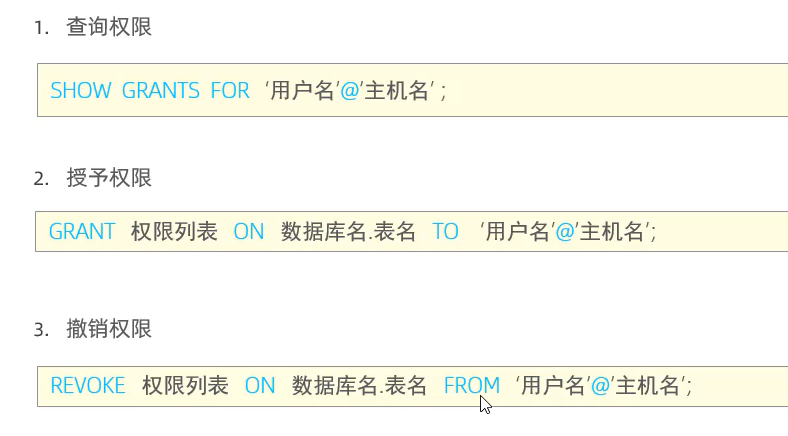 1. 查询权限
SHOW GRANTS FOR '用户名'@'主机名' ;
2. 授予权限
GRANT 权限列表 ON 数据库名.表名 TO '用户名'@'主机名';
3. 撤销权限
REVOKE 权限列表 ON 数据库名.表名 FROM '用户名'@'主机名';